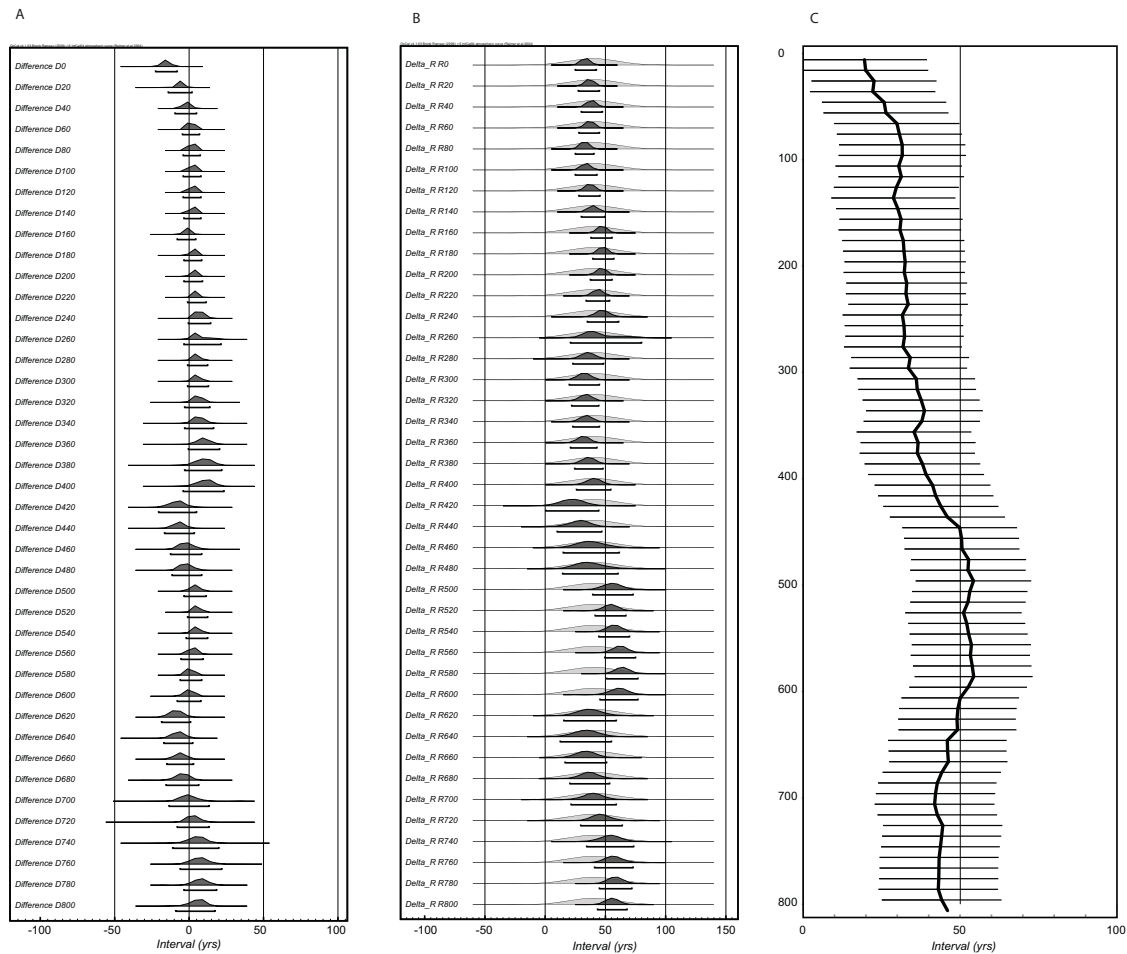 A
Difference D0
Difference D20
Difference D40
Difference D60
Difference D80
Difference D100
Difference D120
Difference D140
Difference D160
Difference D180
Difference D200
Difference D220
Difference D240
Difference D260
Difference D280
Difference D300
Difference D320
Difference D340
Difference D360
Difference D380
Difference D400
Difference D420
Difference D440
Difference D460
Difference D480
Difference D500
Difference D520
Difference D540
Difference D560
Difference D580
Difference D600
Difference D620
Difference D640
Difference D660
Difference D680
Difference D700
Difference D720
Difference D740
Difference D760
Difference D780
Difference D800
-100 -50 0 50 100
Interval (yrs)
B
Delta_R R0
Delta_R R20
Delta_R R40
Delta_R R60
Delta_R R80
Delta_R R100
Delta_R R120
Delta_R R140
Delta_R R160
Delta_R R180
Delta_R R200
Delta_R R220
Delta_R R240
Delta_R R260
Delta_R R280
Delta_R R300
Delta_R R320
Delta_R R340
Delta_R R360
Delta_R R380
Delta_R R400
Delta_R R420
Delta_R R440
Delta_R R460
Delta_R R480
Delta_R R500
Delta_R R520
Delta_R R540
Delta_R R560
Delta_R R580
Delta_R R600
Delta_R R620
Delta_R R640
Delta_R R660
Delta_R R680
Delta_R R700
Delta_R R720
Delta_R R740
Delta_R R760
Delta_R R780
Delta_R R800
-100 -50 0 50 100 150
Interval (yrs)
C
0
100
200
300
400
500
600
700
800
0 50 100
Interval (yrs)